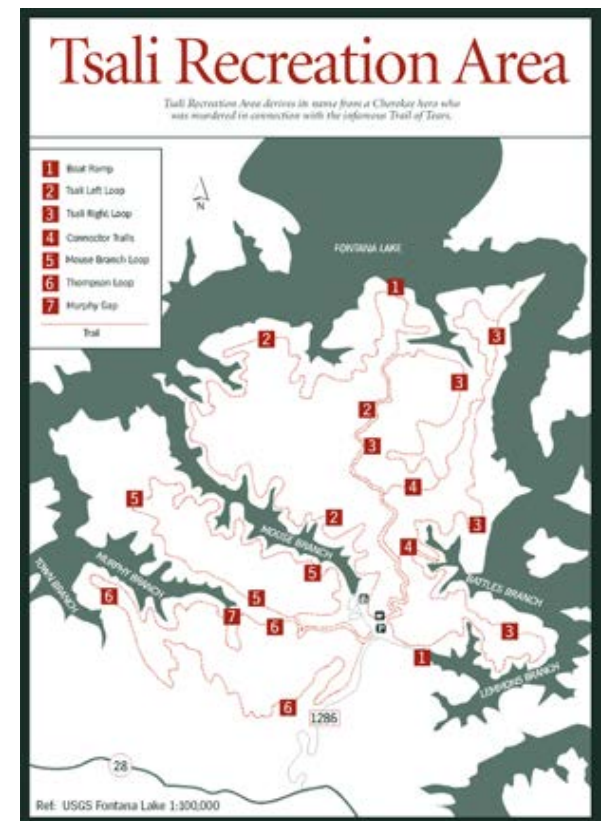 Tsali Recreation Area
Tsali Recreation Area derives its name from a Cherokee hero who
was murdered in connection with the infamous Trail of Tears.
1 Boat Ramp
2 Tsali Left Loop
3 Tsali Right Loop
4 Connector Trails
5 Mouse Branch Loop
6 Thompson Loop
7 Murphy Gap
Trail
N
FONTANA LAKE
1
2
3
3
2
3
4
5
2
3
MOUSE BRANCH
4
MURPHY BRANCH
TOWN BRANCH
5
BATTLES BRANCH
6
5
7
6
3
P
1
LEMMONS BRANCH
6
1286
28
Ref: USGS Fontana Lake 1:100,000